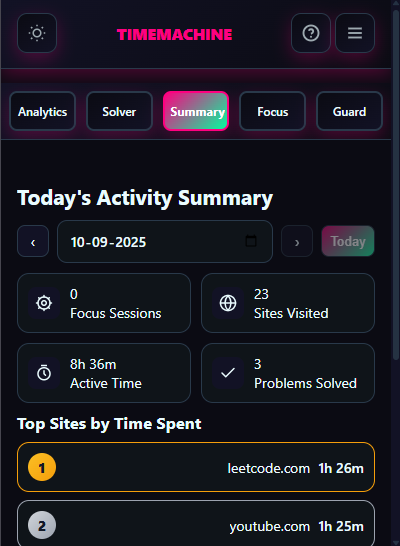 TIMEMACHINE
Analytics Solver Summary Focus Guard
Today's Activity Summary
‹ 10-09-2025 › Today
0
Focus Sessions
23
Sites Visited
8h 36m
Active Time
3
Problems Solved
Top Sites by Time Spent
1 leetcode.com 1h 26m
2 youtube.com 1h 25m